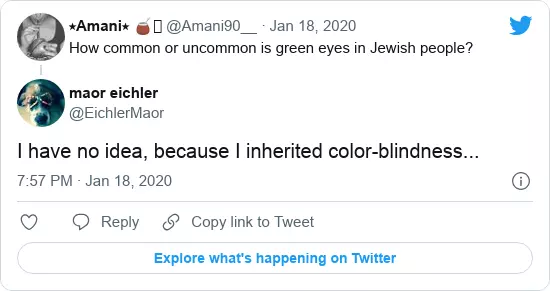 ⋆Amani⋆ 🧉 @Amani90__ · Jan 18, 2020
How common or uncommon is green eyes in Jewish people?
maor eichler
@EichlerMaor
I have no idea, because I inherited color-blindness...
7:57 PM · Jan 18, 2020
Reply Copy link to Tweet
Explore what's happening on Twitter